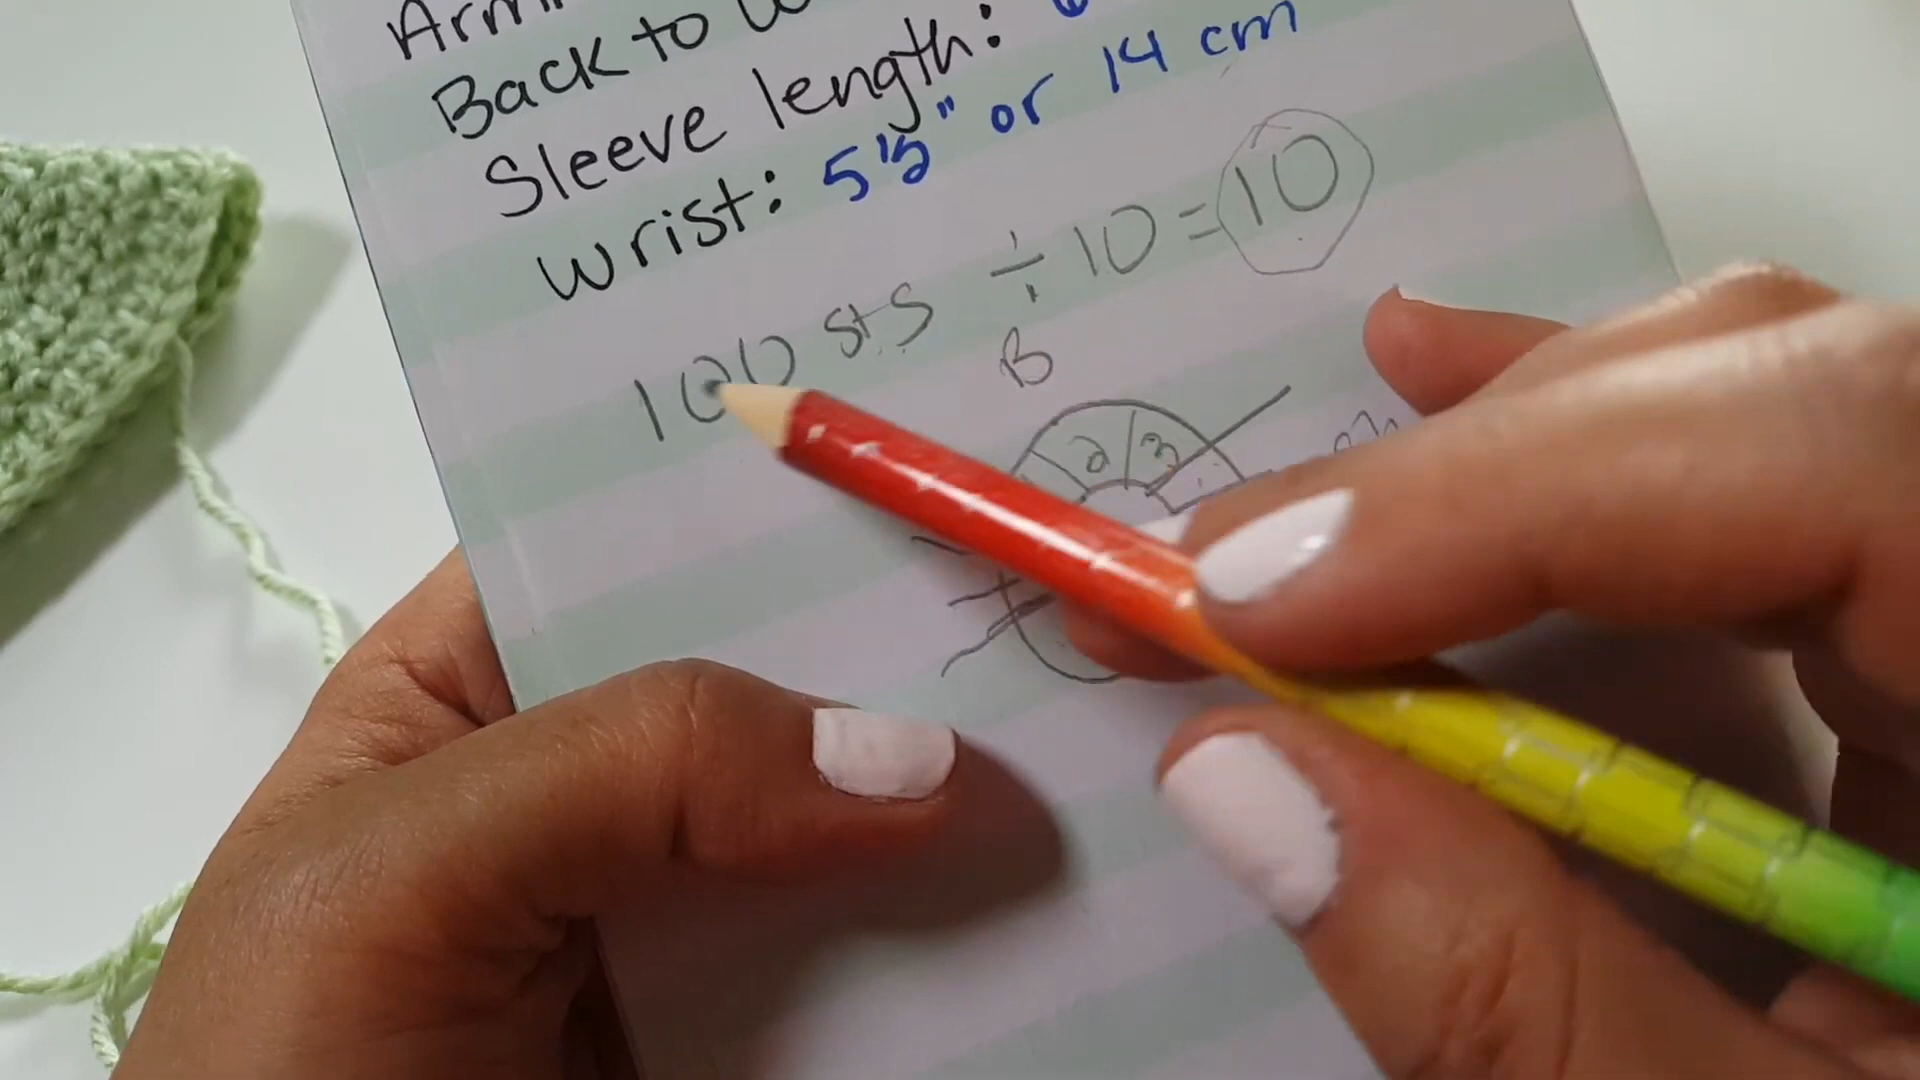 Back to
Sleeve length:
Wrist: 5½" or 14 cm
100 sts ÷ 10 = 10
B
2 3